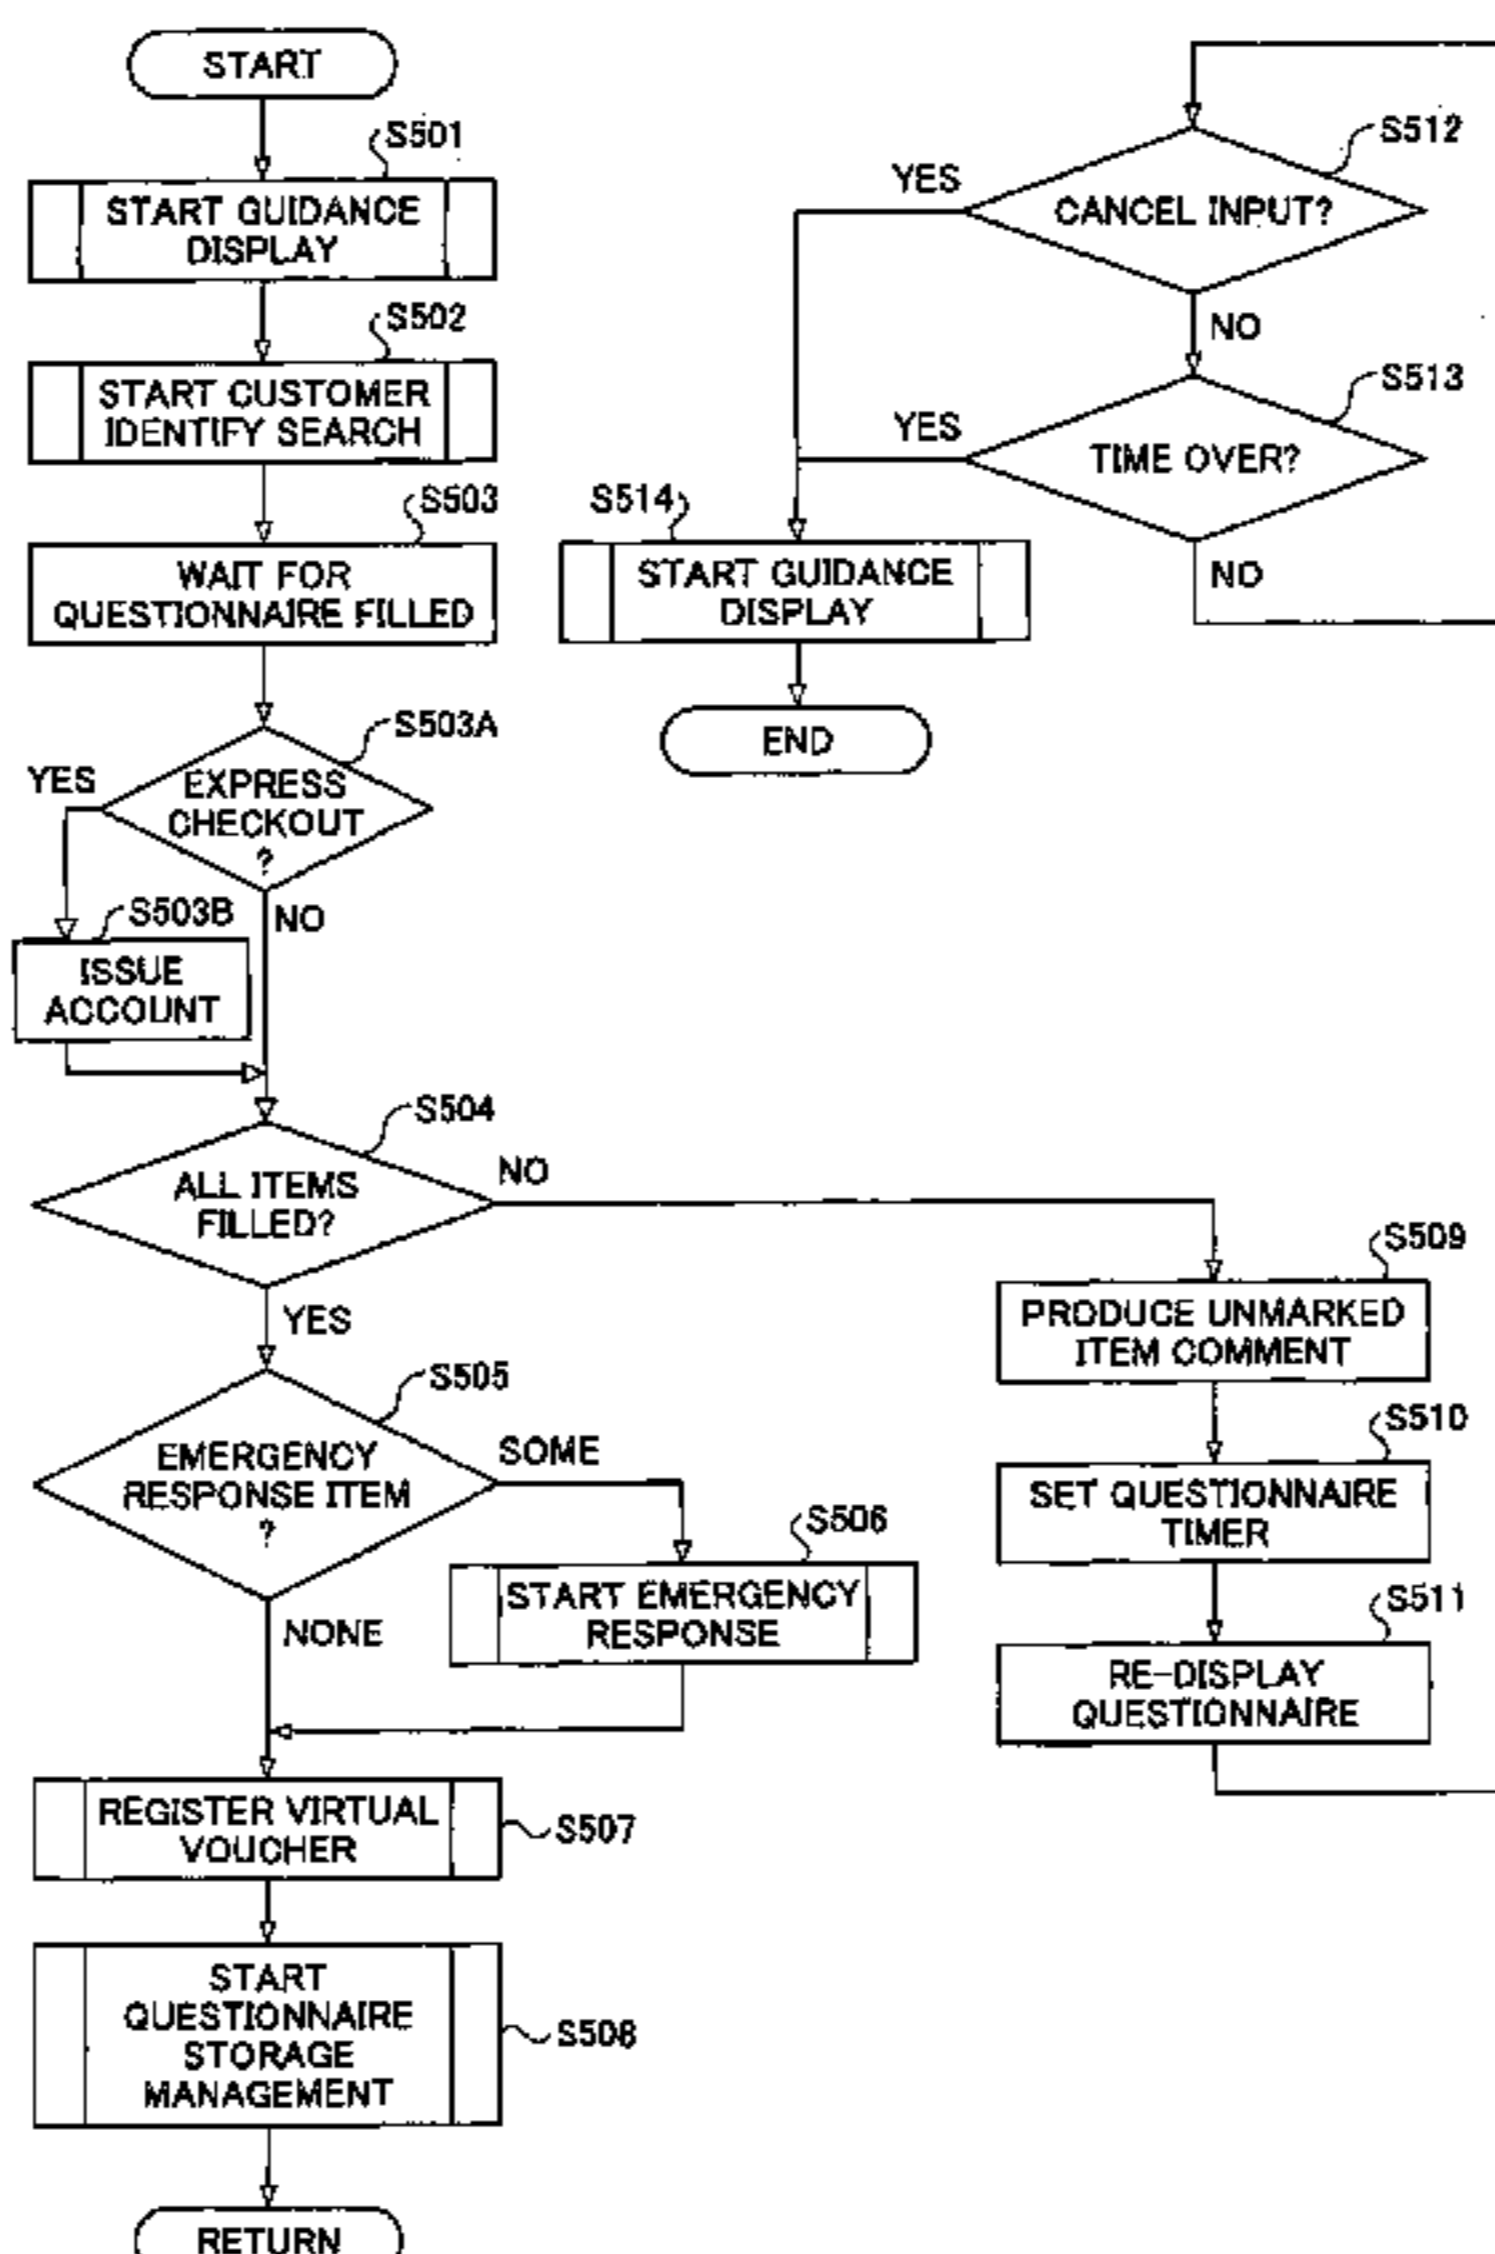 START
S501
START GUIDANCE
DISPLAY
S502
START CUSTOMER
IDENTIFY SEARCH
S503
WAIT FOR
QUESTIONNAIRE FILLED
S503A
YES
EXPRESS
CHECKOUT
?
NO
S503B
ISSUE
ACCOUNT
S504
ALL ITEMS
FILLED?
NO
YES
S505
EMERGENCY
RESPONSE ITEM
?
SOME
NONE
S506
START EMERGENCY
RESPONSE
REGISTER VIRTUAL
VOUCHER
S507
START
QUESTIONNAIRE
STORAGE
MANAGEMENT
S508
RETURN
S509
PRODUCE UNMARKED
ITEM COMMENT
S510
SET QUESTIONNAIRE
TIMER
S511
RE-DISPLAY
QUESTIONNAIRE
S512
YES
CANCEL INPUT?
NO
S513
YES
TIME OVER?
NO
S514
START GUIDANCE
DISPLAY
END